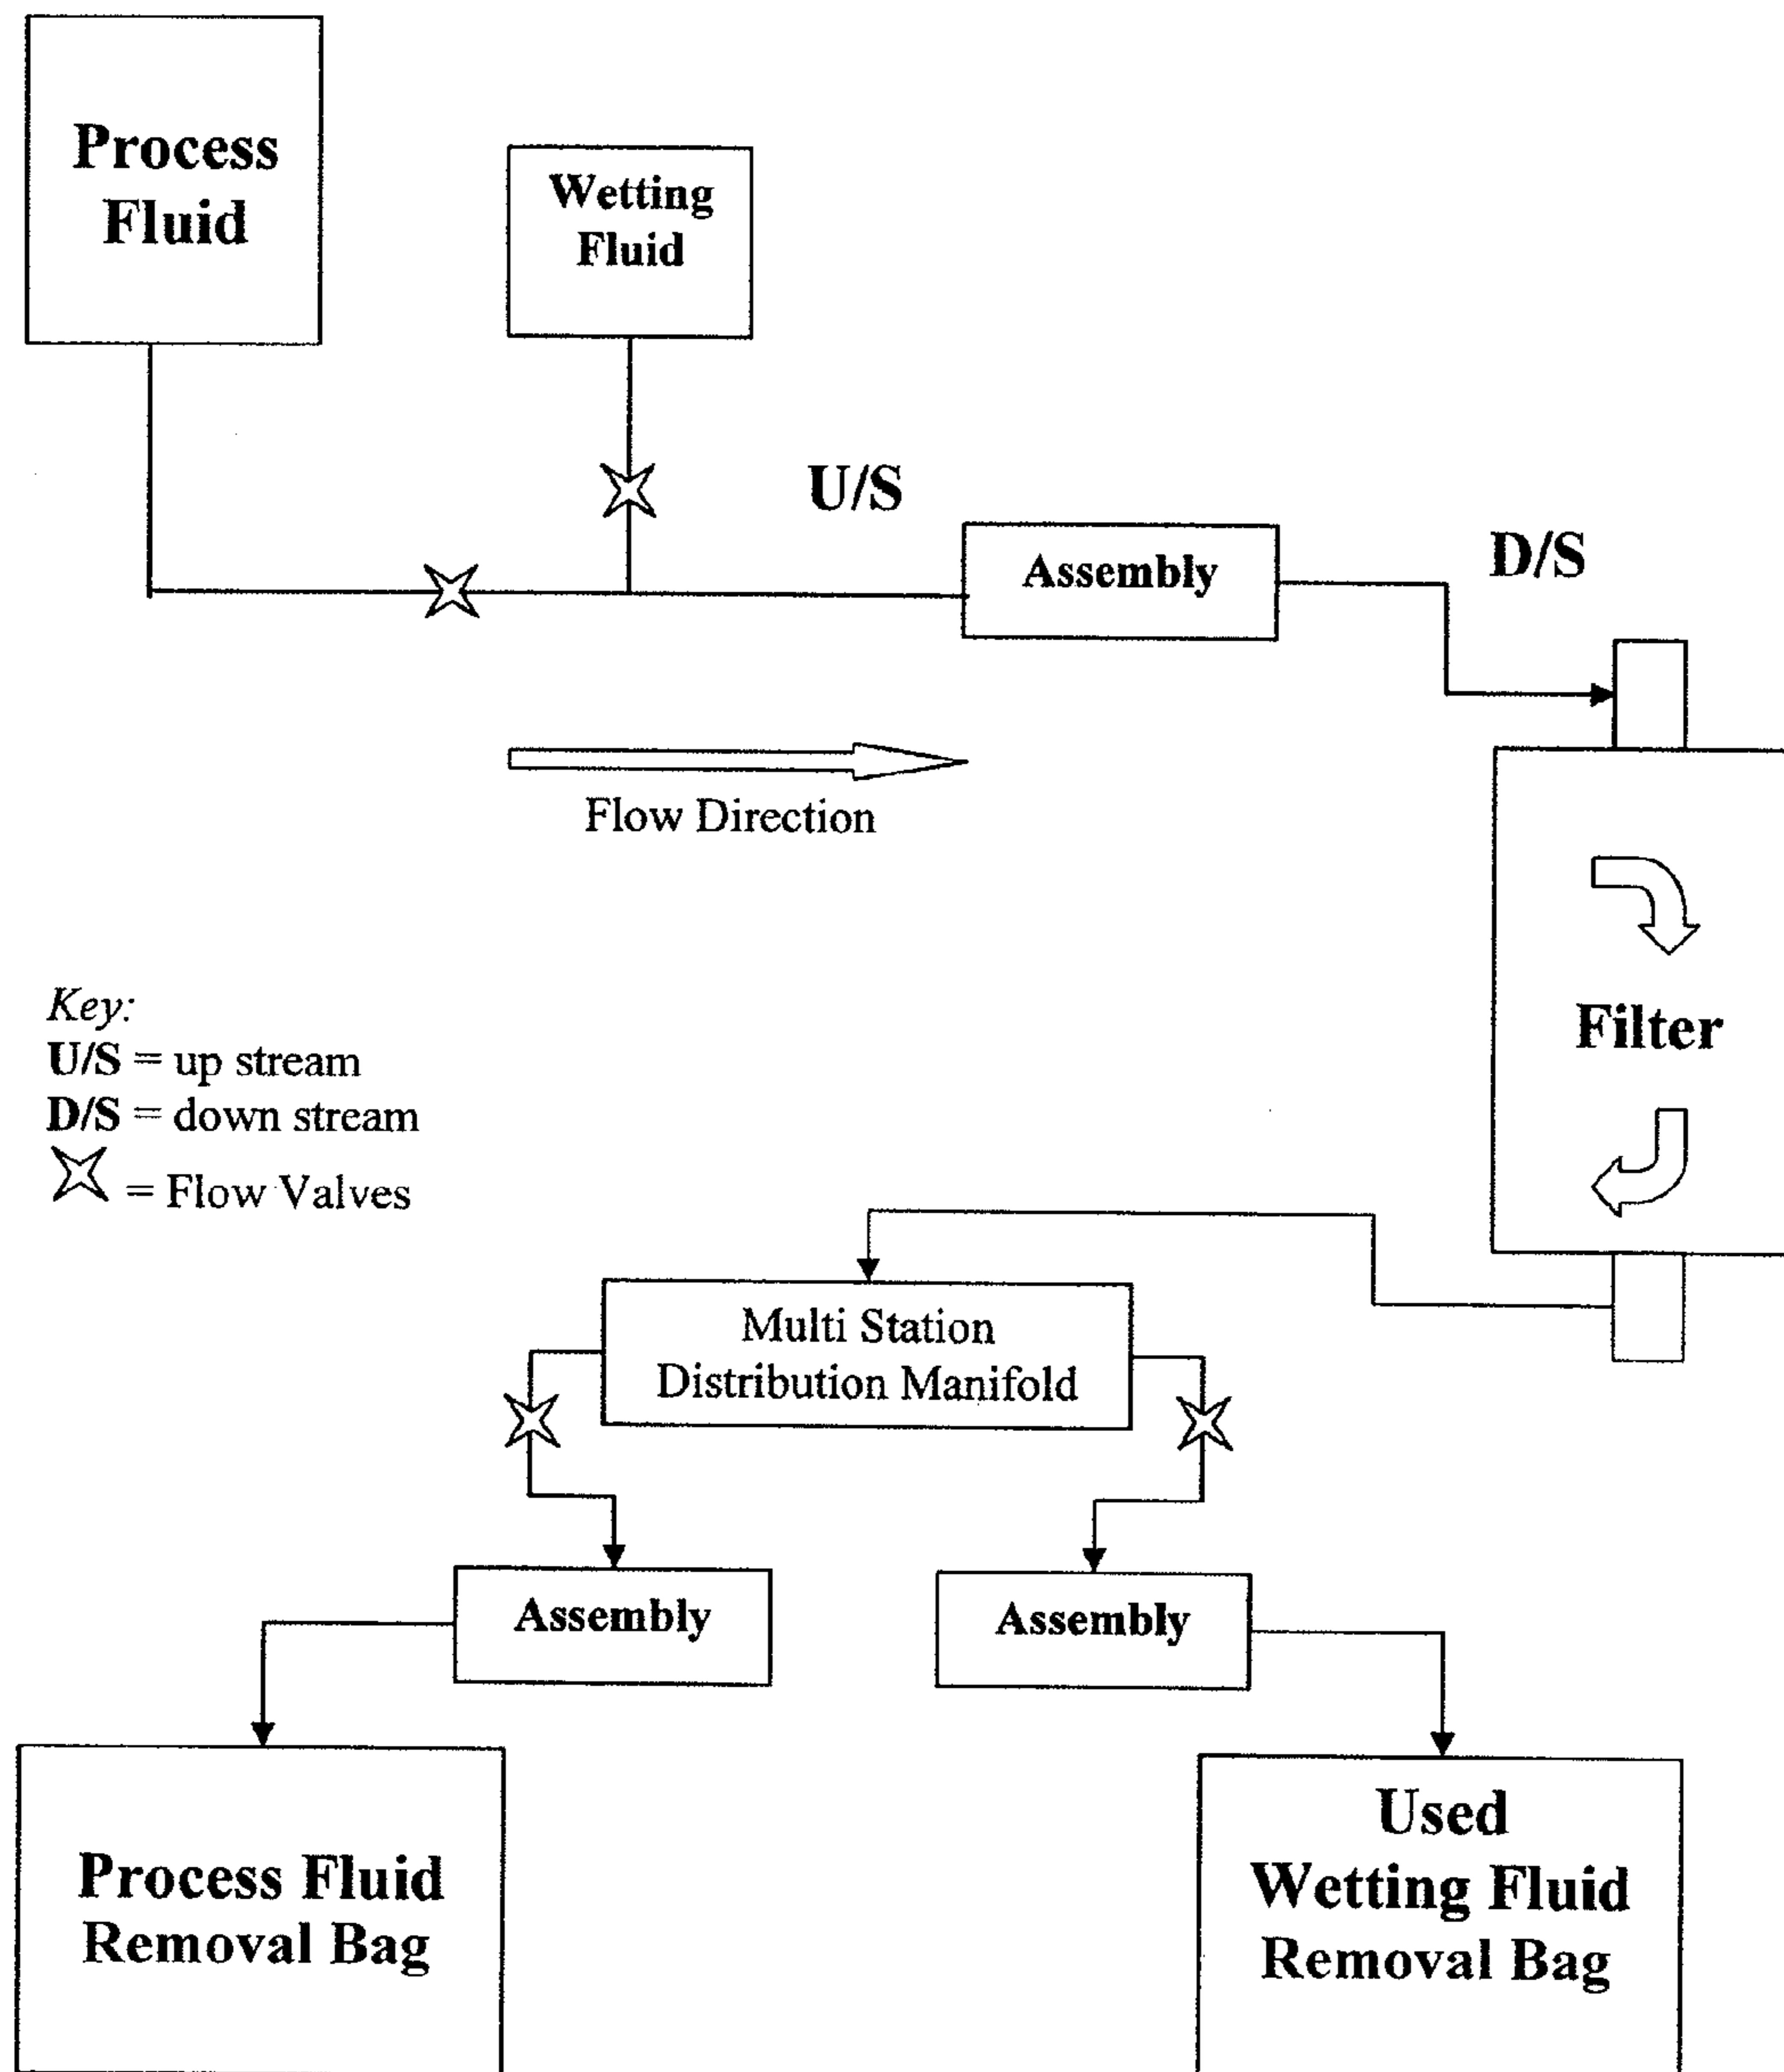 Process
Fluid
Wetting
Fluid
U/S
Assembly
D/S
Flow Direction
Filter
Key:
U/S = up stream
D/S = down stream
= Flow Valves
Multi Station
Distribution Manifold
Assembly
Assembly
Process Fluid
Removal Bag
Used
Wetting Fluid
Removal Bag